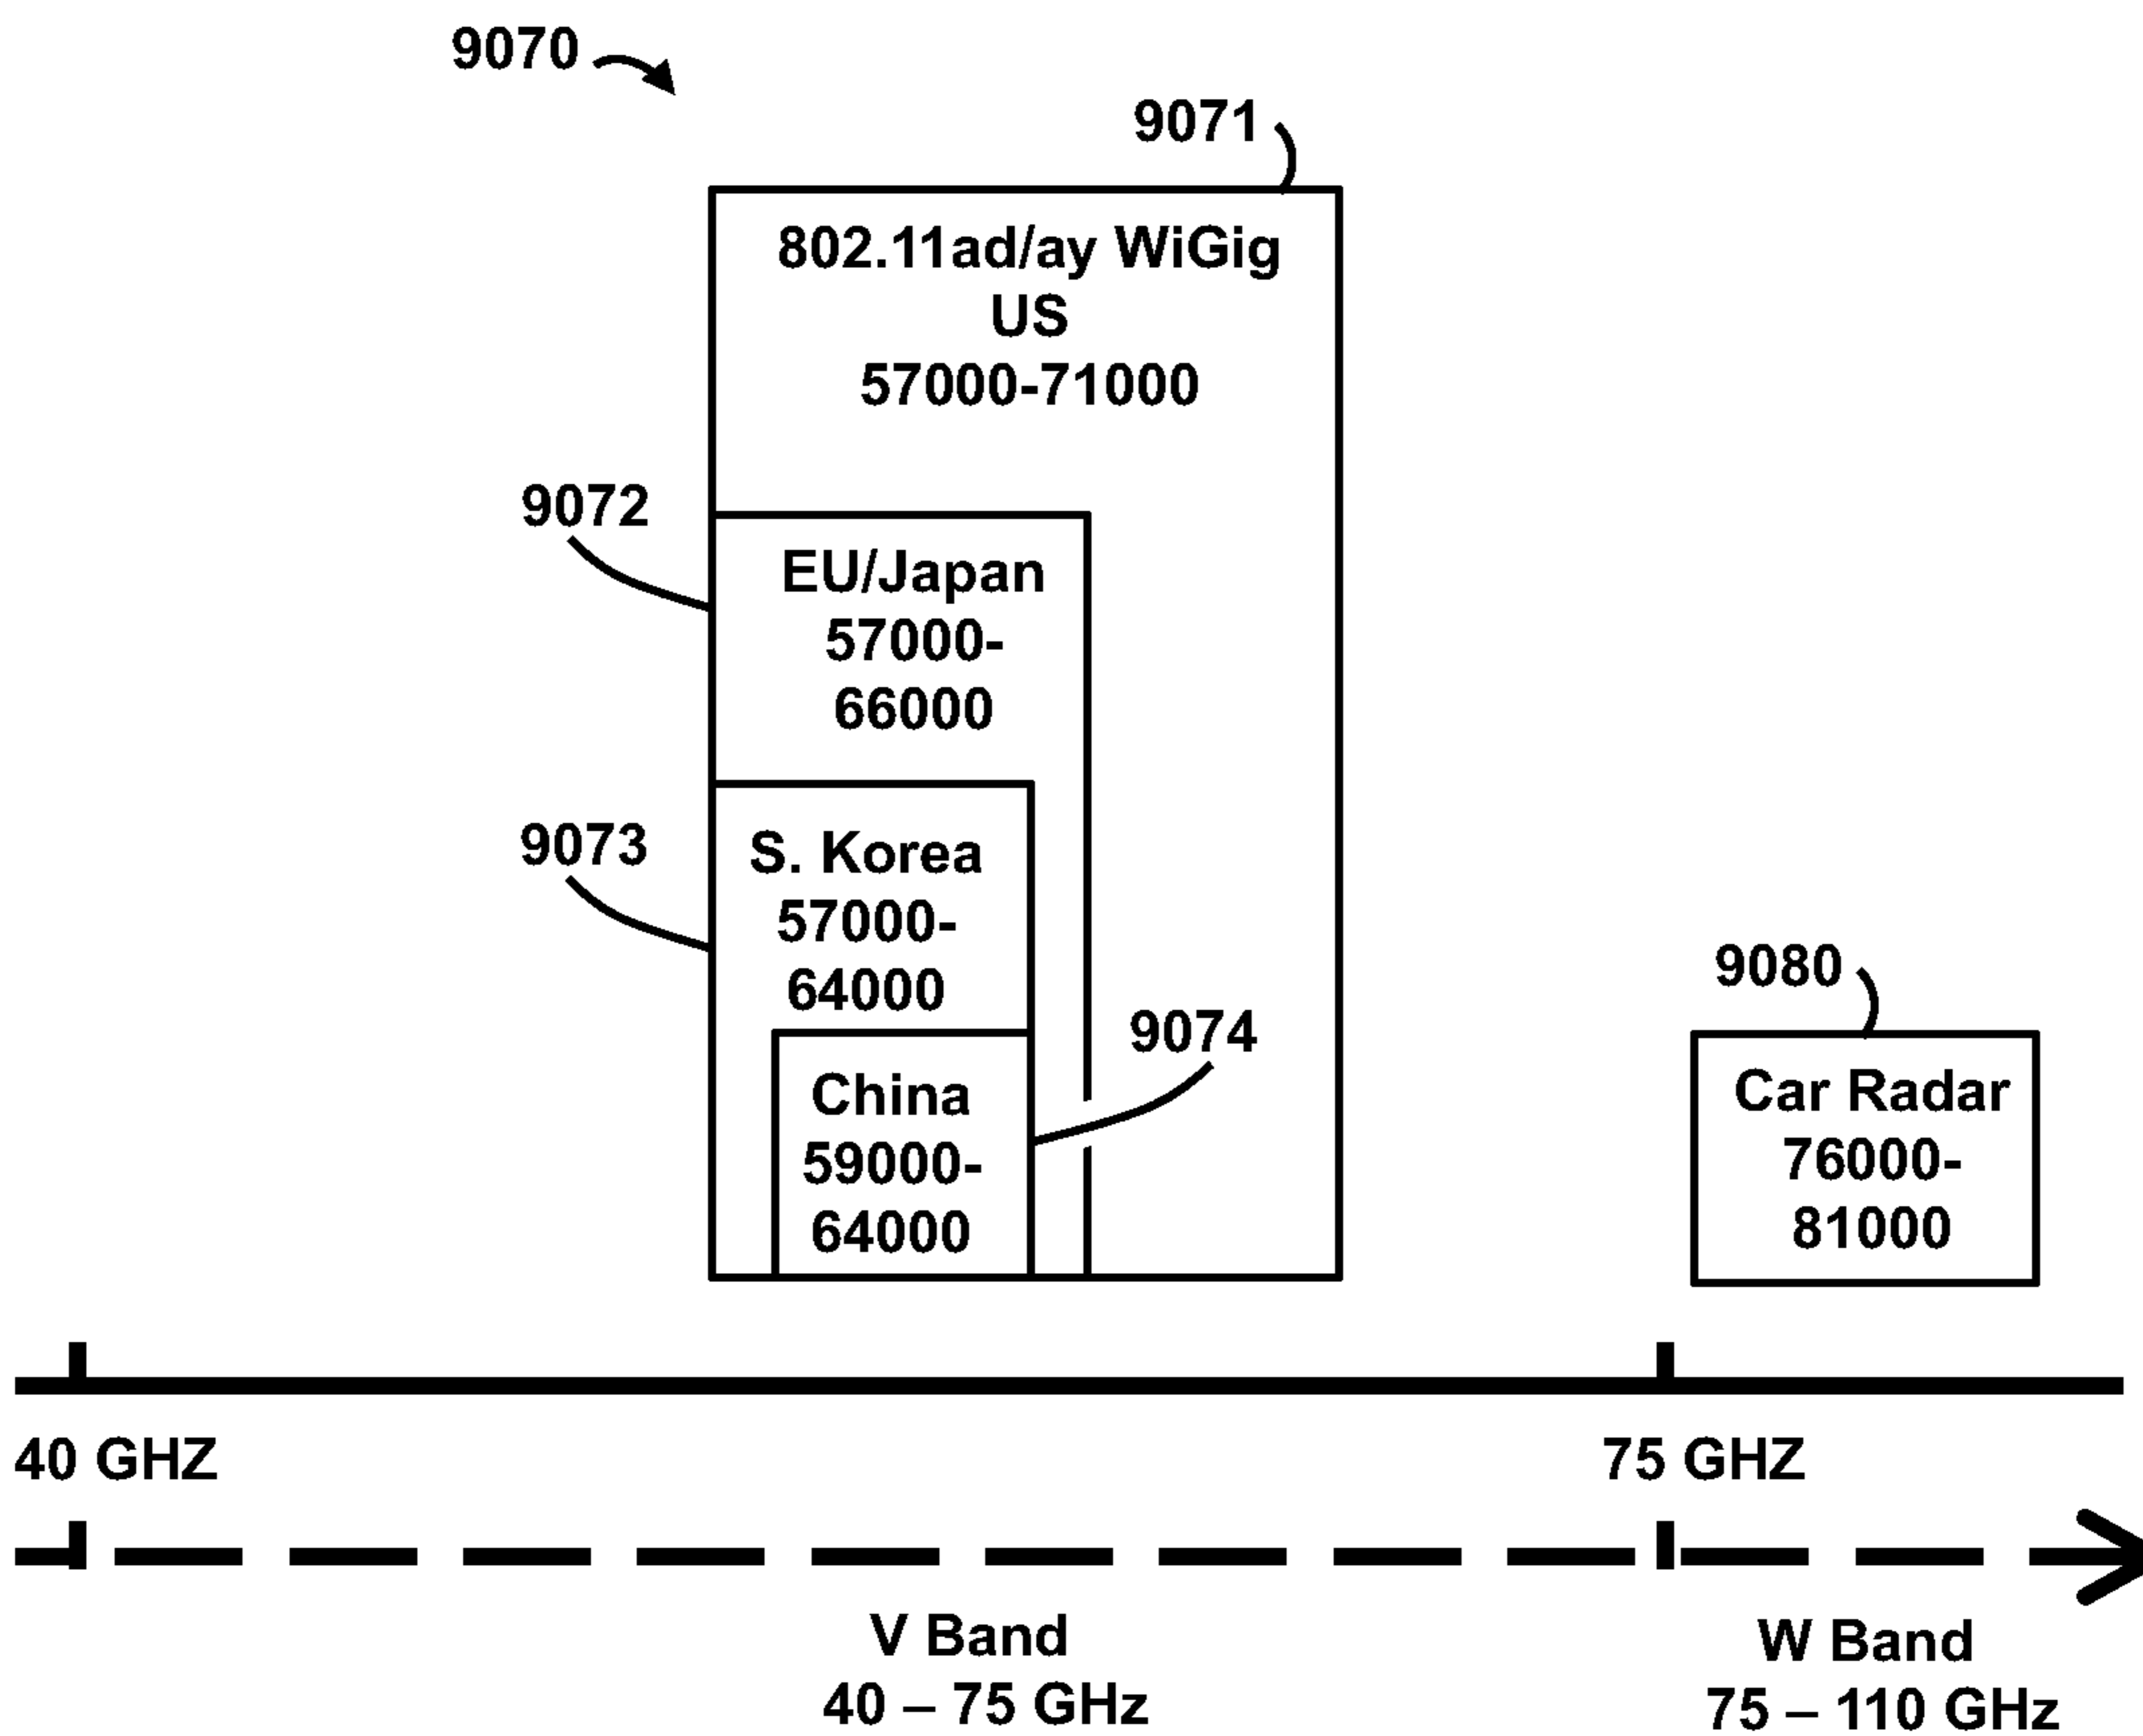 9070
9071
802.11ad/ay WiGig
US
57000-71000
9072
EU/Japan
57000-
66000
9073
S. Korea
57000-
64000
9074
China
59000-
64000
9080
Car Radar
76000-
81000
40 GHZ
75 GHZ
V Band
40 – 75 GHz
W Band
75 – 110 GHz